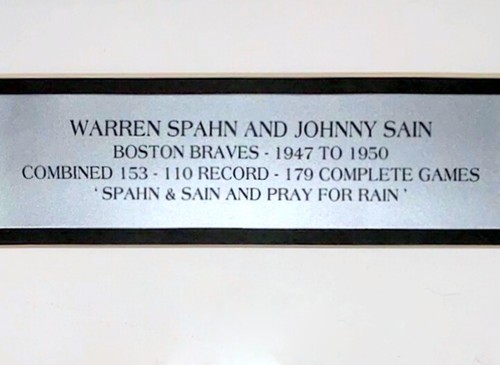 WARREN SPAHN AND JOHNNY SAIN
BOSTON BRAVES - 1947 TO 1950
COMBINED 153 - 110 RECORD - 179 COMPLETE GAMES
' SPAHN & SAIN AND PRAY FOR RAIN '